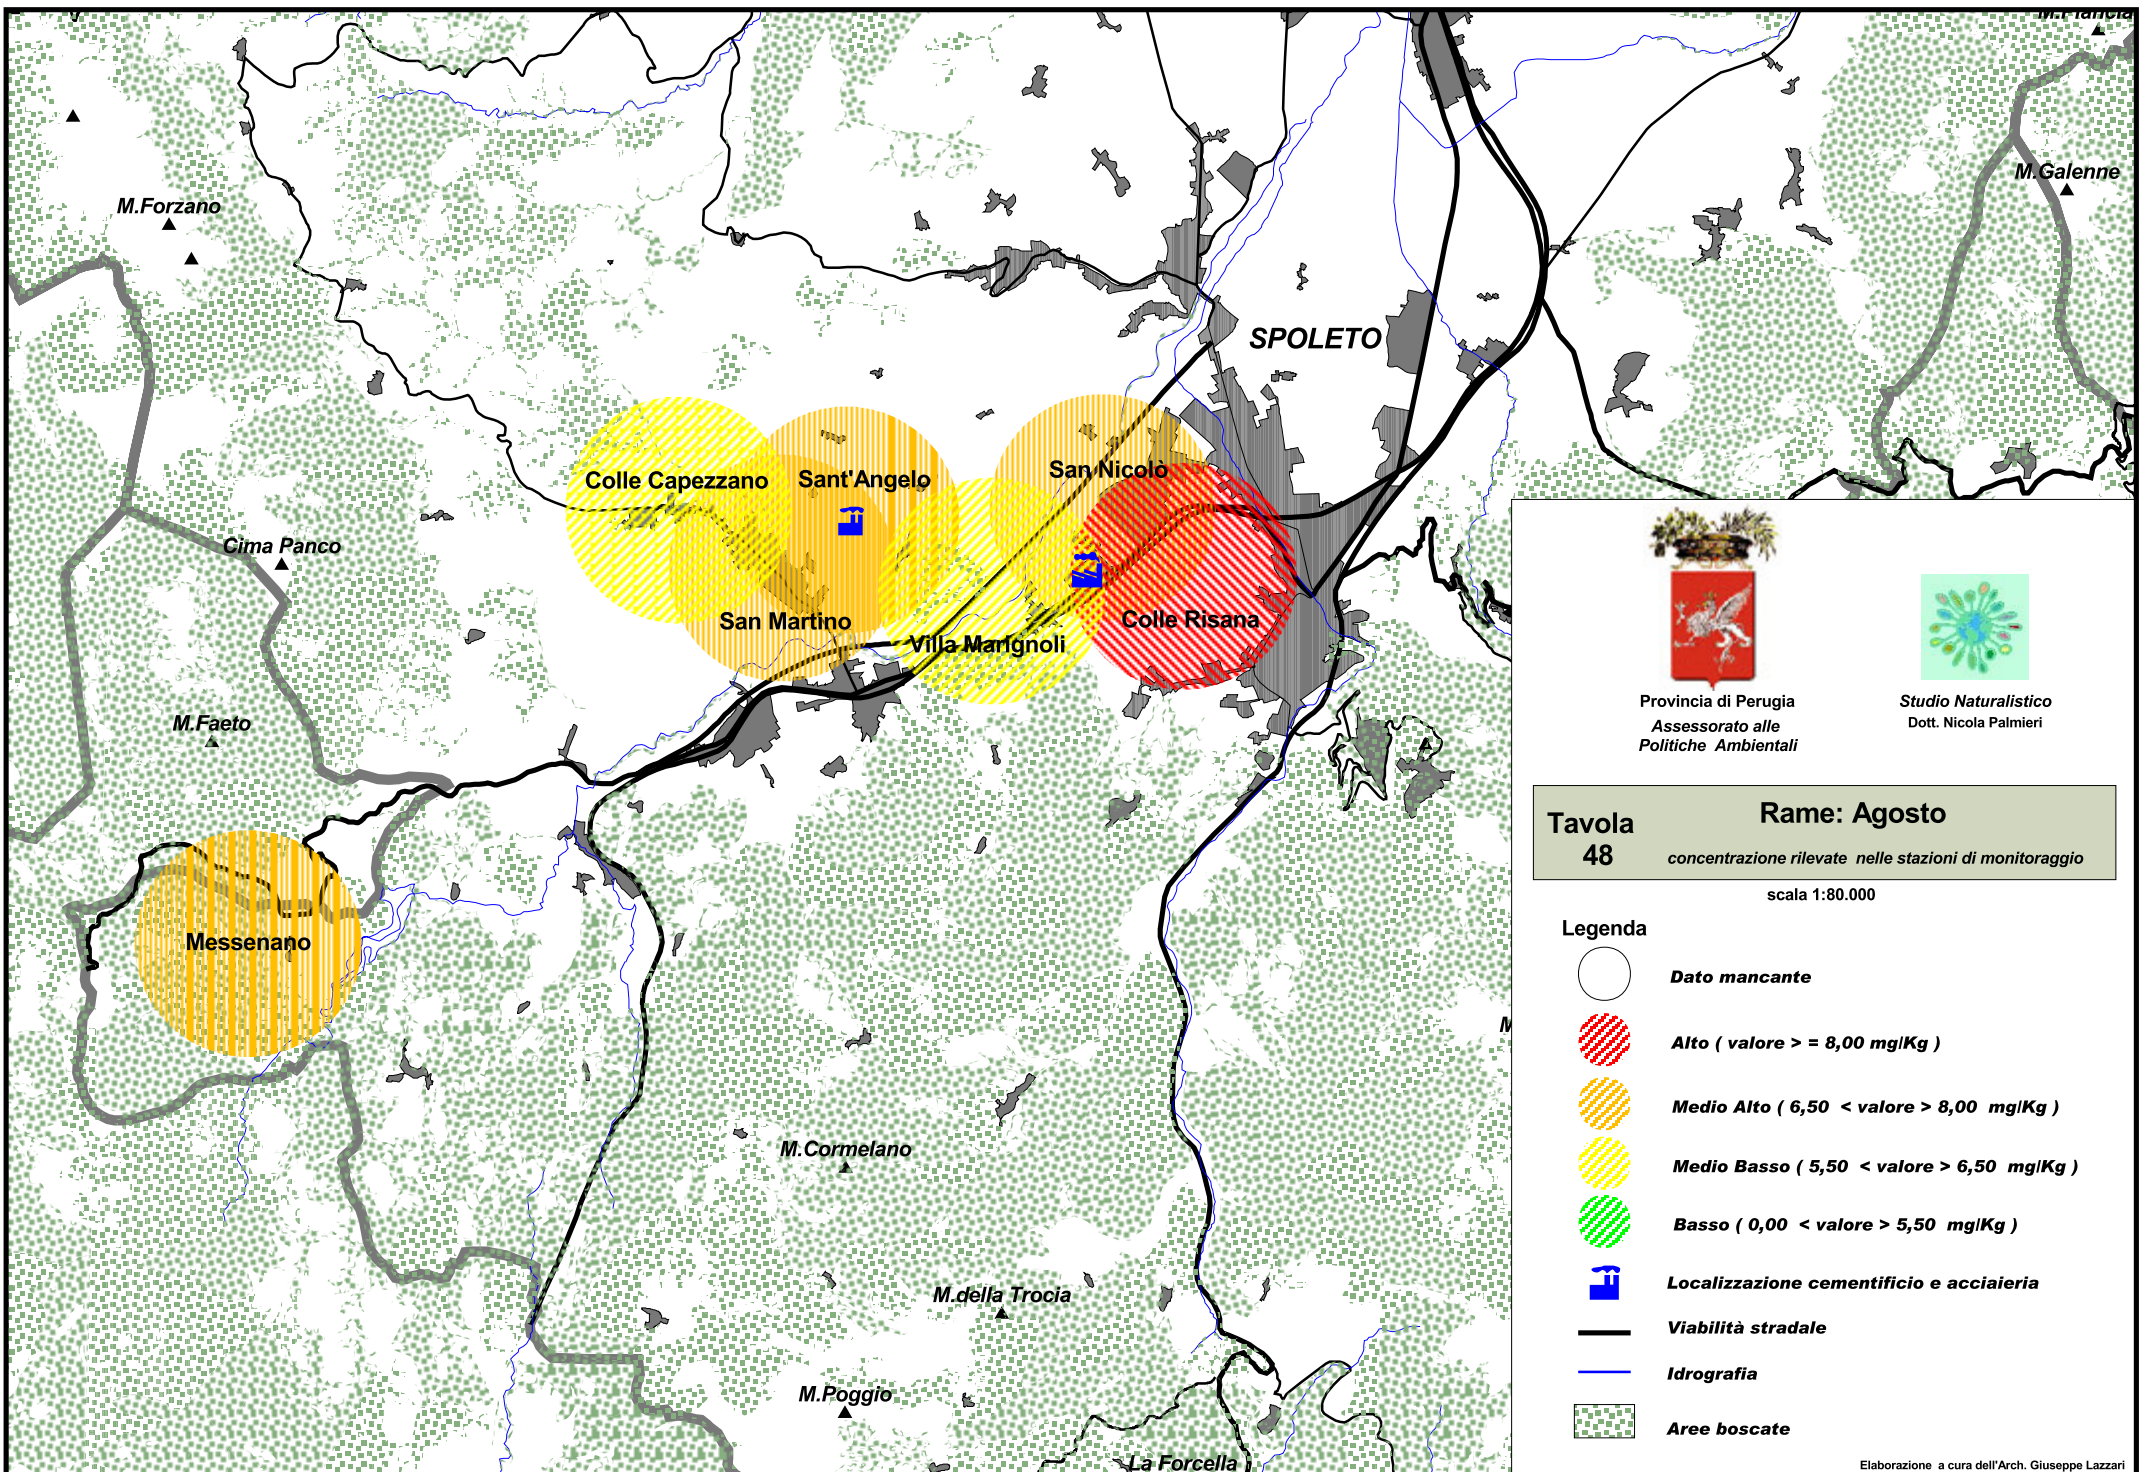 M.Plancia
M.Galenne
M.Forzano
SPOLETO
Colle Capezzano
Sant'Angelo
San Nicolò
Cima Panco
San Martino
Colle Risana
Villa Marignoli
M.Faeto
Messenano
M.Cormelano
M.della Trocia
M.Poggio
La Forcella
M
Provincia di Perugia
Assessorato alle
Politiche Ambientali
Studio Naturalistico
Dott. Nicola Palmieri
Tavola
48
Rame: Agosto
concentrazione rilevate nelle stazioni di monitoraggio
scala 1:80.000
Legenda
Dato mancante
Alto ( valore > = 8,00 mg/Kg )
Medio Alto ( 6,50 < valore > 8,00 mg/Kg )
Medio Basso ( 5,50 < valore > 6,50 mg/Kg )
Basso ( 0,00 < valore > 5,50 mg/Kg )
Localizzazione cementificio e acciaieria
Viabilità stradale
Idrografia
Aree boscate
Elaborazione a cura dell'Arch. Giuseppe Lazzari